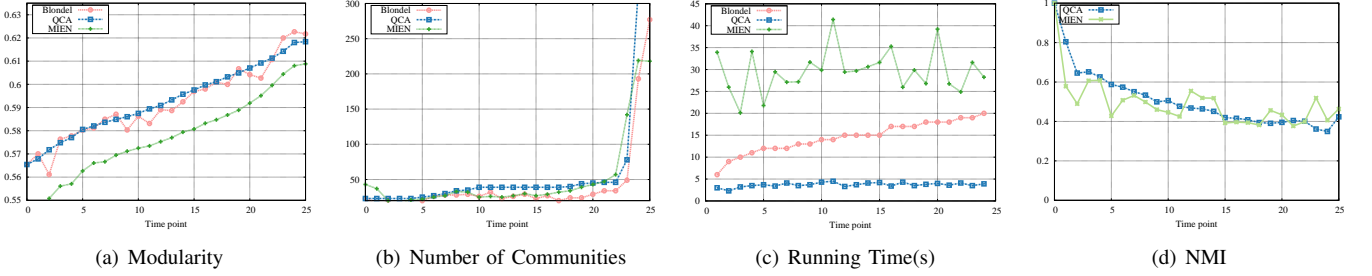 0.63
0.62
0.61
0.59
0.58
0.57
0.56
0.56
0.55
0
5
10
15
20
25
Time point
Blondel
QCA
MIEN
(a) Modularity
300
250
200
150
100
50
0
5
10
15
20
25
Time point
Blondel
QCA
MIEN
(b) Number of Communities
45
40
35
30
25
20
15
10
5
0
0
5
10
15
20
25
Time point
Blondel
QCA
MIEN
(c) Running Time(s)
1
0.8
0.6
0.4
0.2
0
0
5
10
15
20
25
Time point
QCA
MIEN
(d) NMI